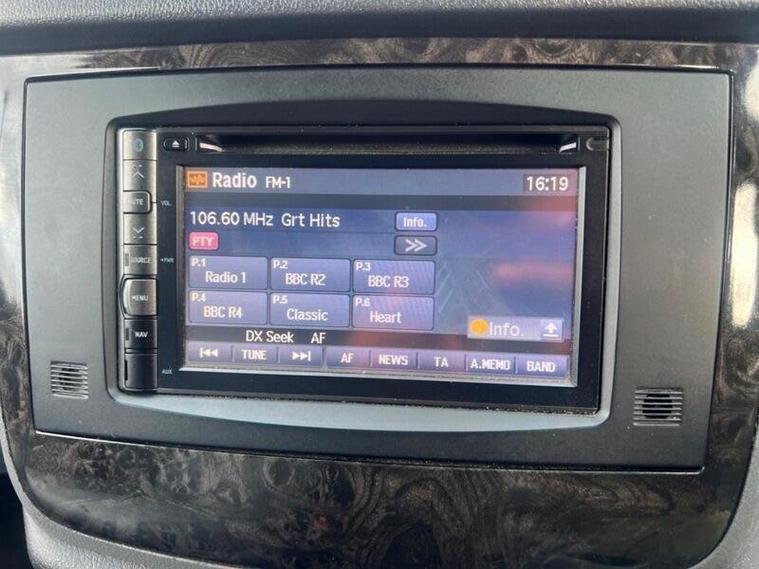 Radio FM-1 16:19
106.60 MHz Grt Hits Info.
PTY
P.1 Radio 1
P.2 BBC R2
P.3 BBC R3
P.4 BBC R4
P.5 Classic
P.6 Heart
Info.
DX Seek AF
TUNE AF NEWS TA A.MEMO BAND
MUTE
VOL
SOURCE
PWR
MENU
NAV
AUX